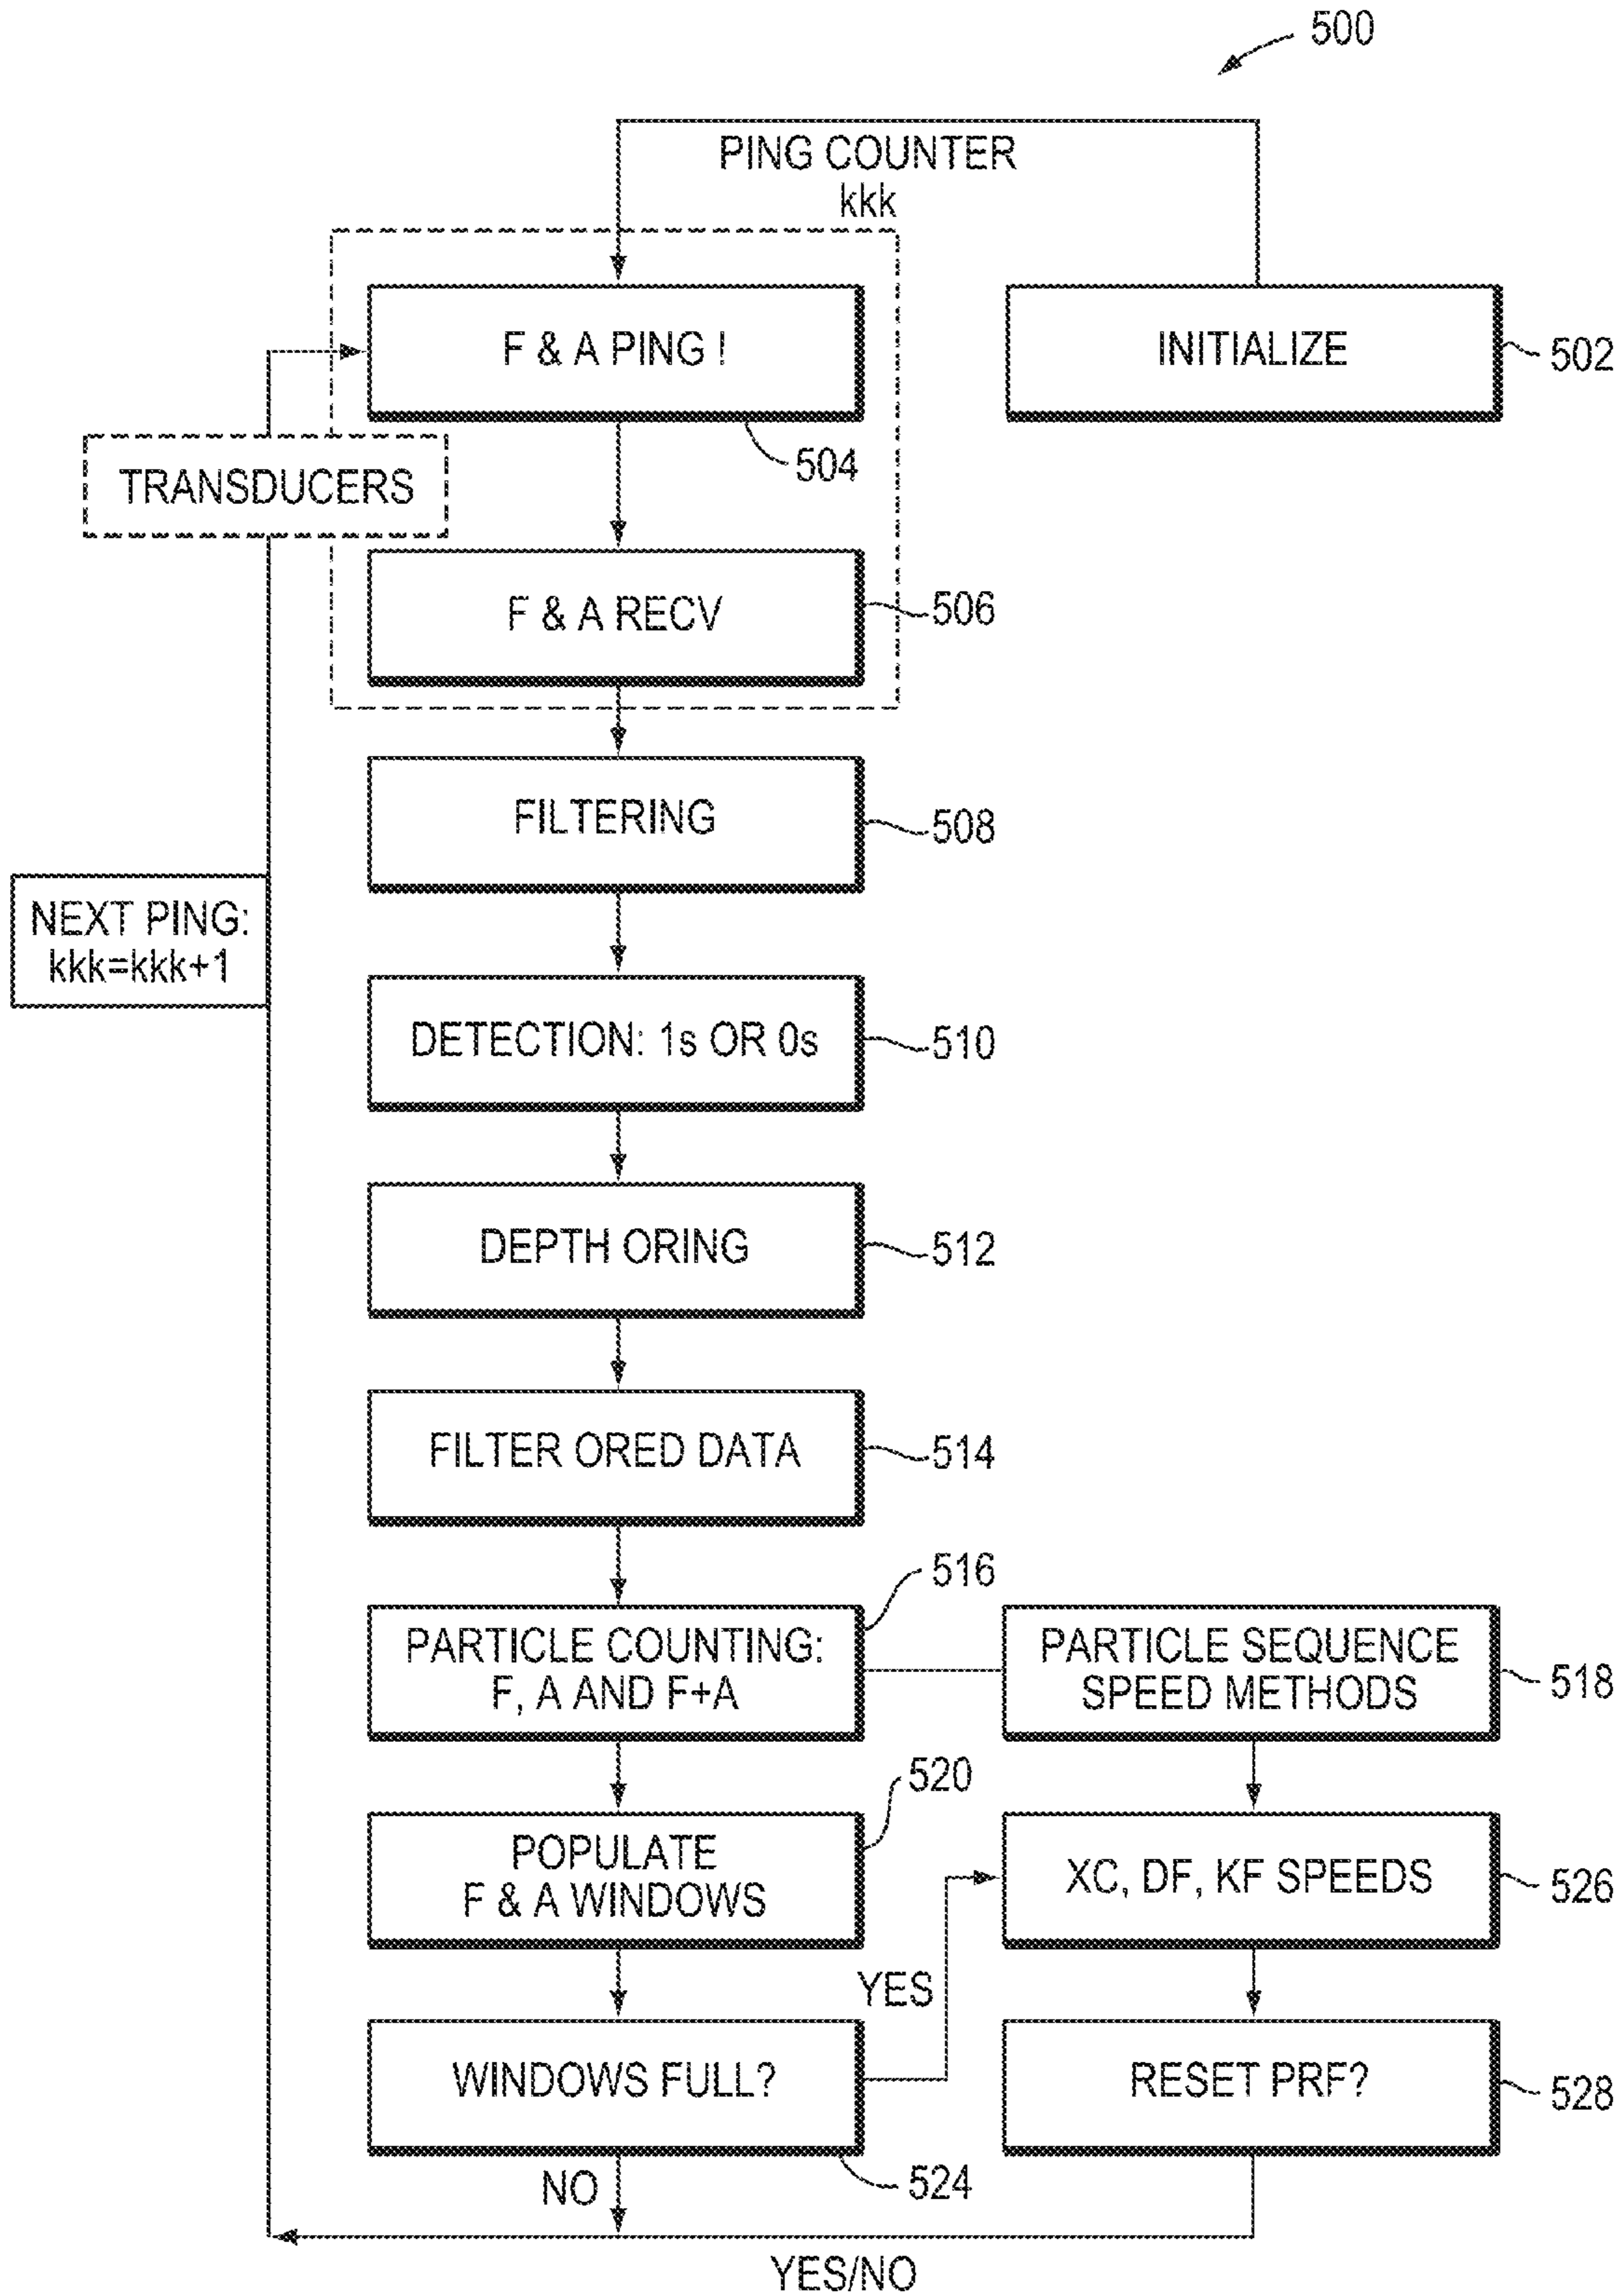 500
PING COUNTER
kkk
F & A PING !
INITIALIZE
502
504
TRANSDUCERS
F & A RECV
506
FILTERING
508
NEXT PING:
kkk=kkk+1
DETECTION: 1s OR 0s
510
DEPTH ORING
512
FILTER ORED DATA
514
516
PARTICLE COUNTING:
F, A AND F+A
PARTICLE SEQUENCE
SPEED METHODS
518
520
POPULATE
F & A WINDOWS
XC, DF, KF SPEEDS
526
YES
WINDOWS FULL?
RESET PRF?
528
NO
524
YES/NO